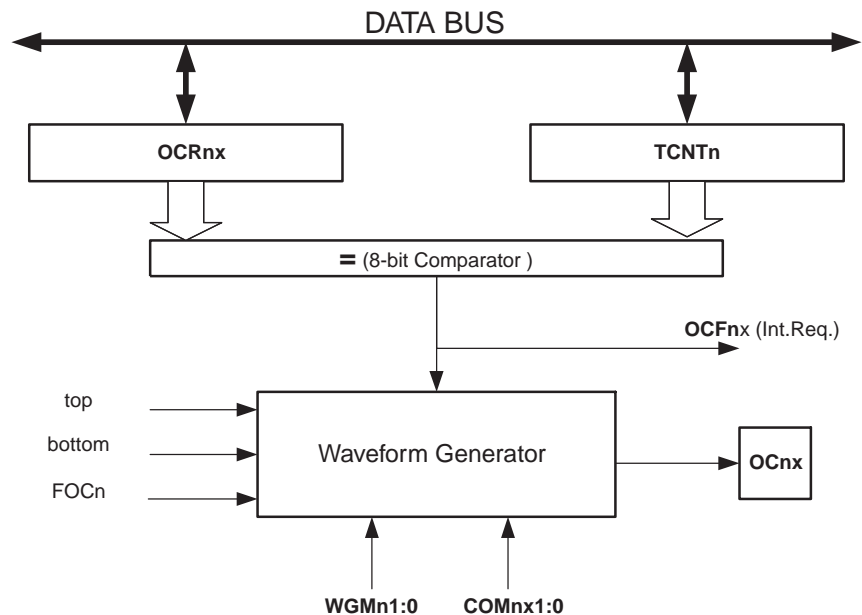 DATA BUS
OCRnx
TCNTn
= (8-bit Comparator )
OCFnx (Int.Req.)
top
bottom
FOCn
Waveform Generator
OCnx
WGMn1:0
COMnx1:0